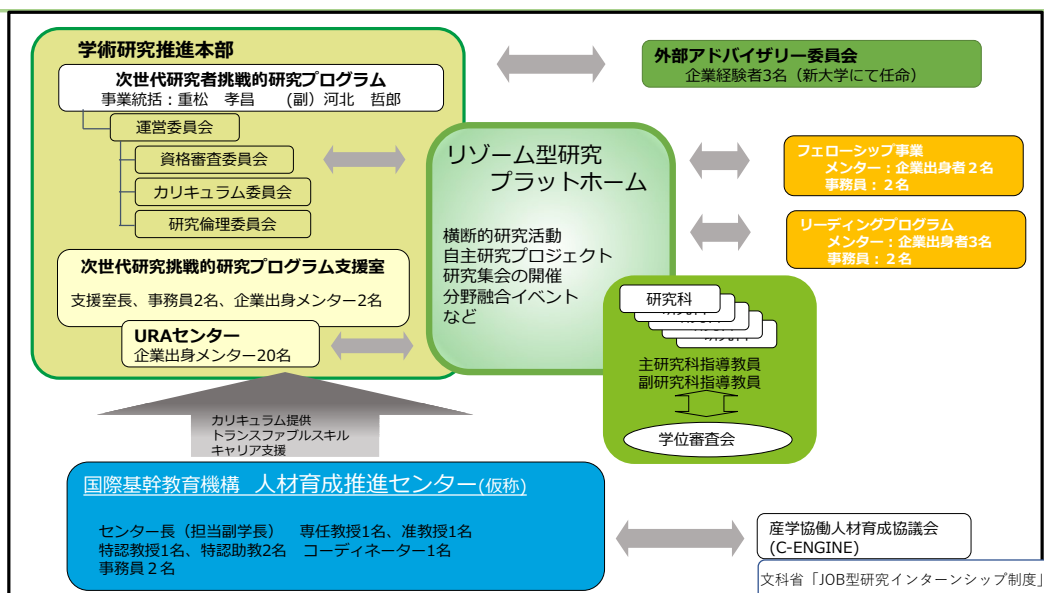 学術研究推進本部
次世代研究者挑戦的研究プログラム
事業統括：重松　孝昌　　(副）河北　哲郎
運営委員会
資格審査委員会
カリキュラム委員会
研究倫理委員会
次世代研究挑戦的研究プログラム支援室
支援室長、事務員2名、企業出身メンター2名
URAセンター
企業出身メンター20名
外部アドバイザリー委員会
企業経験者3名（新大学にて任命）
リゾーム型研究
プラットホーム
横断的研究活動
自主研究プロジェクト
研究集会の開催
分野融合イベント
など
フェローシップ事業
メンター：企業出身者２名
事務員：２名
リーディングプログラム
メンター：企業出身者3名
事務員：２名
研究科
主研究科指導教員
副研究科指導教員
学位審査会
カリキュラム提供
トランスファブルスキル
キャリア支援
国際基幹教育機構　人材育成推進センター(仮称)
センター長（担当副学長）　専任教授1名、准教授1名
特認教授1名、特認助教2名　コーディネーター1名
事務員２名
産学協働人材育成協議会
(C-ENGINE)
文科省「JOB型研究インターンシップ制度」